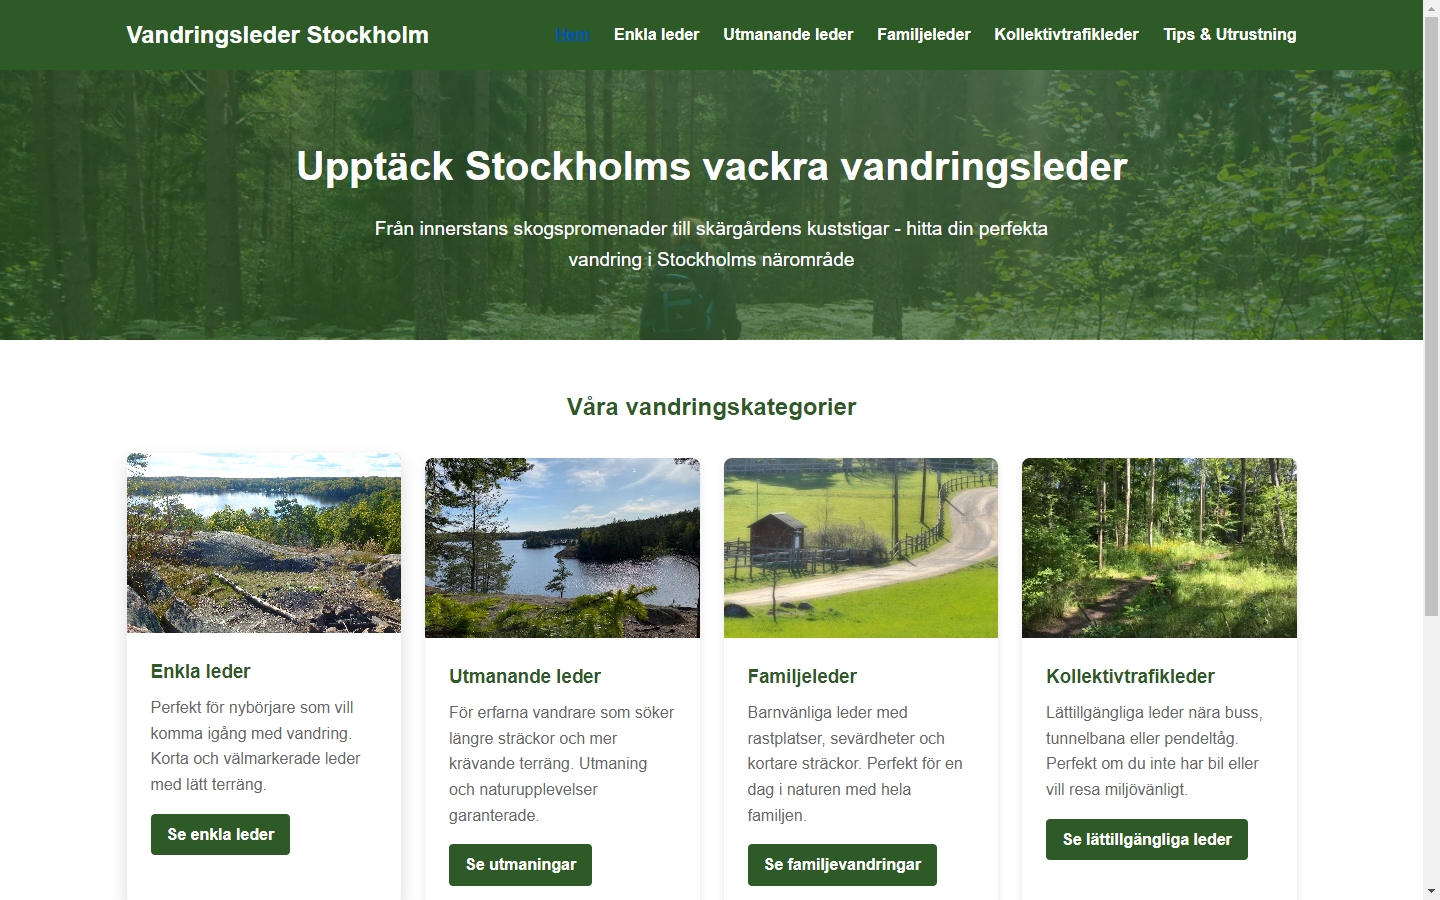 Vandringsleder Stockholm
Hem
Enkla leder
Utmanande leder
Familjeleder
Kollektivtrafikleder
Tips & Utrustning
Upptäck Stockholms vackra vandringsleder
Från innerstans skogspromenader till skärgårdens kuststigar - hitta din perfekta
vandring i Stockholms närområde
Våra vandringskategorier
Enkla leder
Perfekt för nybörjare som vill
komma igång med vandring.
Korta och välmarkerade leder
med lätt terräng.
Se enkla leder
Utmanande leder
För erfarna vandrare som söker
längre sträckor och mer
krävande terräng. Utmaning
och naturupplevelser
garanterade.
Se utmaningar
Familjeleder
Barnvänliga leder med
rastplatser, sevärdheter och
kortare sträckor. Perfekt för en
dag i naturen med hela
familjen.
Se familjevandringar
Kollektivtrafikleder
Lättillgängliga leder nära buss,
tunnelbana eller pendeltåg.
Perfekt om du inte har bil eller
vill resa miljövänligt.
Se lättillgängliga leder